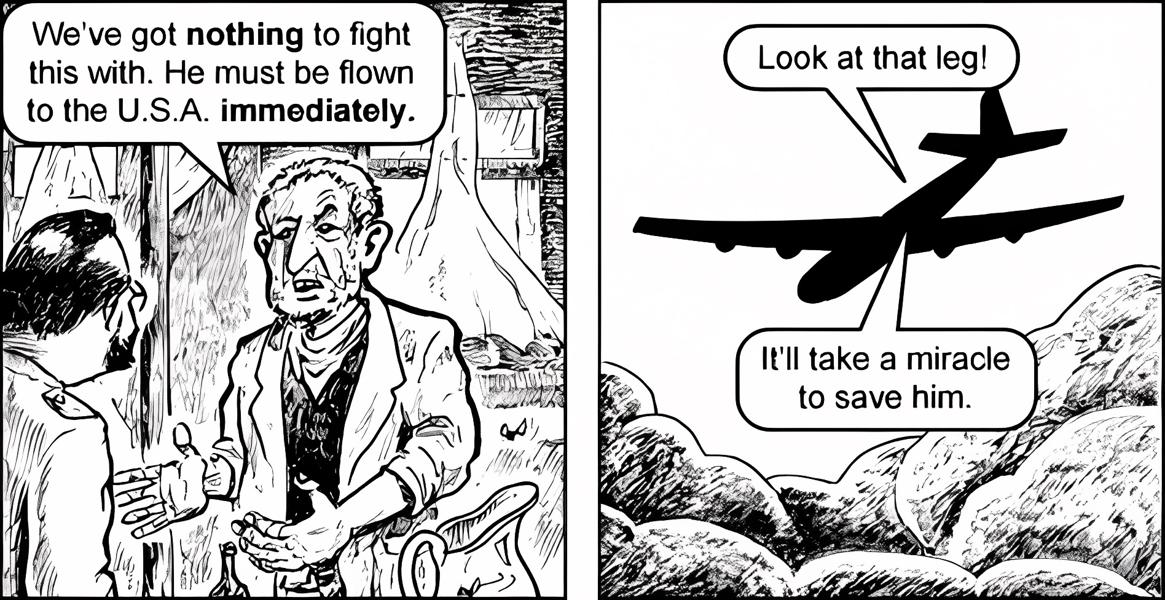 We've got nothing to fight
this with. He must be flown
to the U.S.A. immediately.
Look at that leg!
It'll take a miracle
to save him.